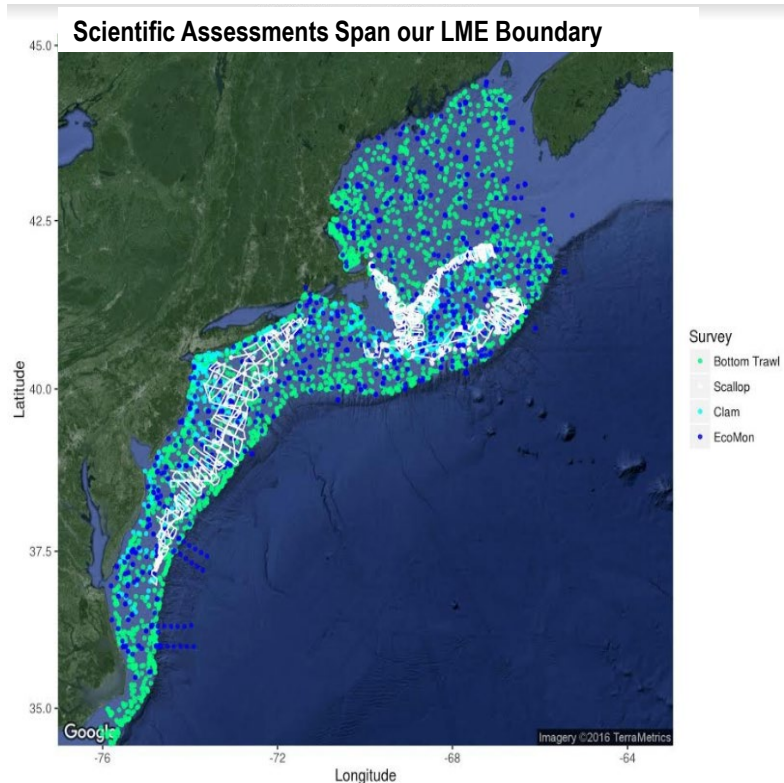 Scientific Assessments Span our LME Boundary
45.0
42.5
40.0
37.5
35.0
Latitude
-76
-72
-68
-64
Longitude
Survey
Bottom Trawl
Scallop
Clam
EcoMon
Google
Imagery ©2016 TerraMetrics